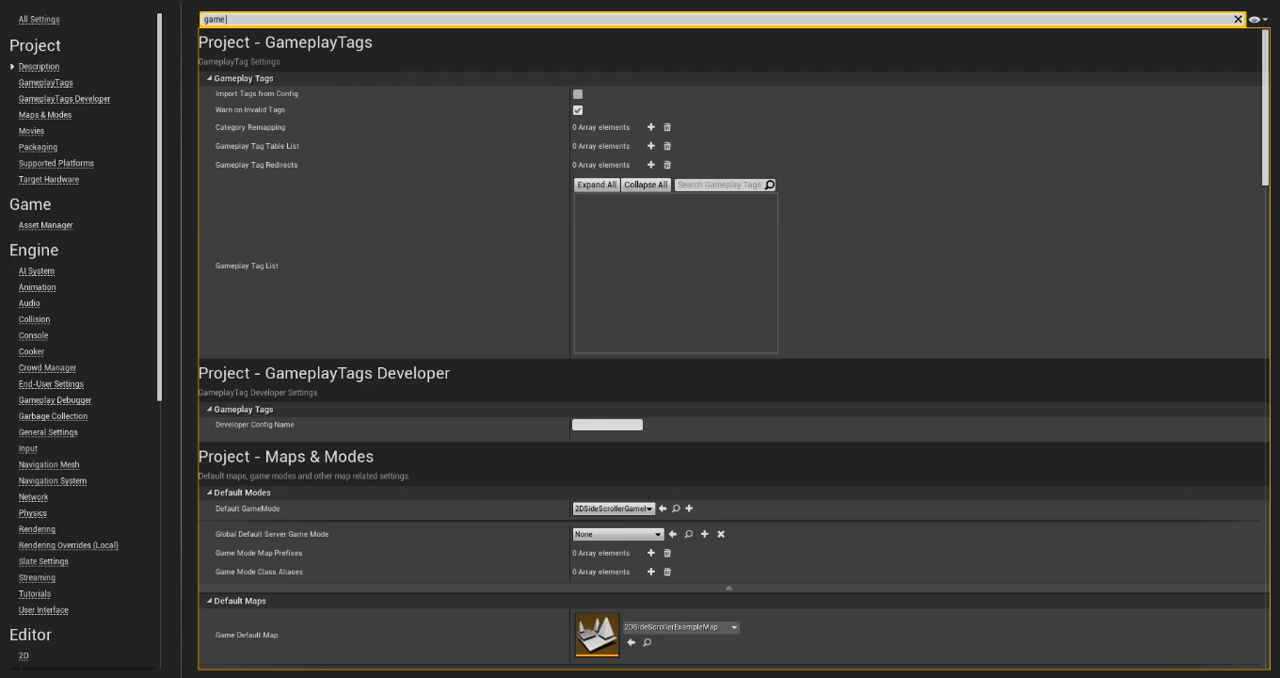 All Settings
Project
Description
GameplayTags
GameplayTags Developer
Maps & Modes
Movies
Packaging
Supported Platforms
Target Hardware
Game
Asset Manager
Engine
AI System
Animation
Audio
Collision
Console
Cooker
Crowd Manager
End-User Settings
Gameplay Debugger
Garbage Collection
General Settings
Input
Navigation Mesh
Navigation System
Network
Physics
Rendering
Rendering Overrides (Local)
Slate Settings
Streaming
Tutorials
User Interface
Editor
2D
game
Project - GameplayTags
GameplayTag Settings
Gameplay Tags
Import Tags from Config
Warn on Invalid Tags
Category Remapping 0 Array elements
Gameplay Tag Table List 0 Array elements
Gameplay Tag Redirects 0 Array elements
Expand All Collapse All Search Gameplay Tags
Gameplay Tag List
Project - GameplayTags Developer
GameplayTag Developer Settings
Gameplay Tags
Developer Config Name
Project - Maps & Modes
Default maps, game modes and other map related settings.
Default Modes
Default GameMode 2DSideScrollerGameI
Global Default Server Game Mode None
Game Mode Map Prefixes 0 Array elements
Game Mode Class Aliases 0 Array elements
Default Maps
Game Default Map 2DSideScrollerExampleMap